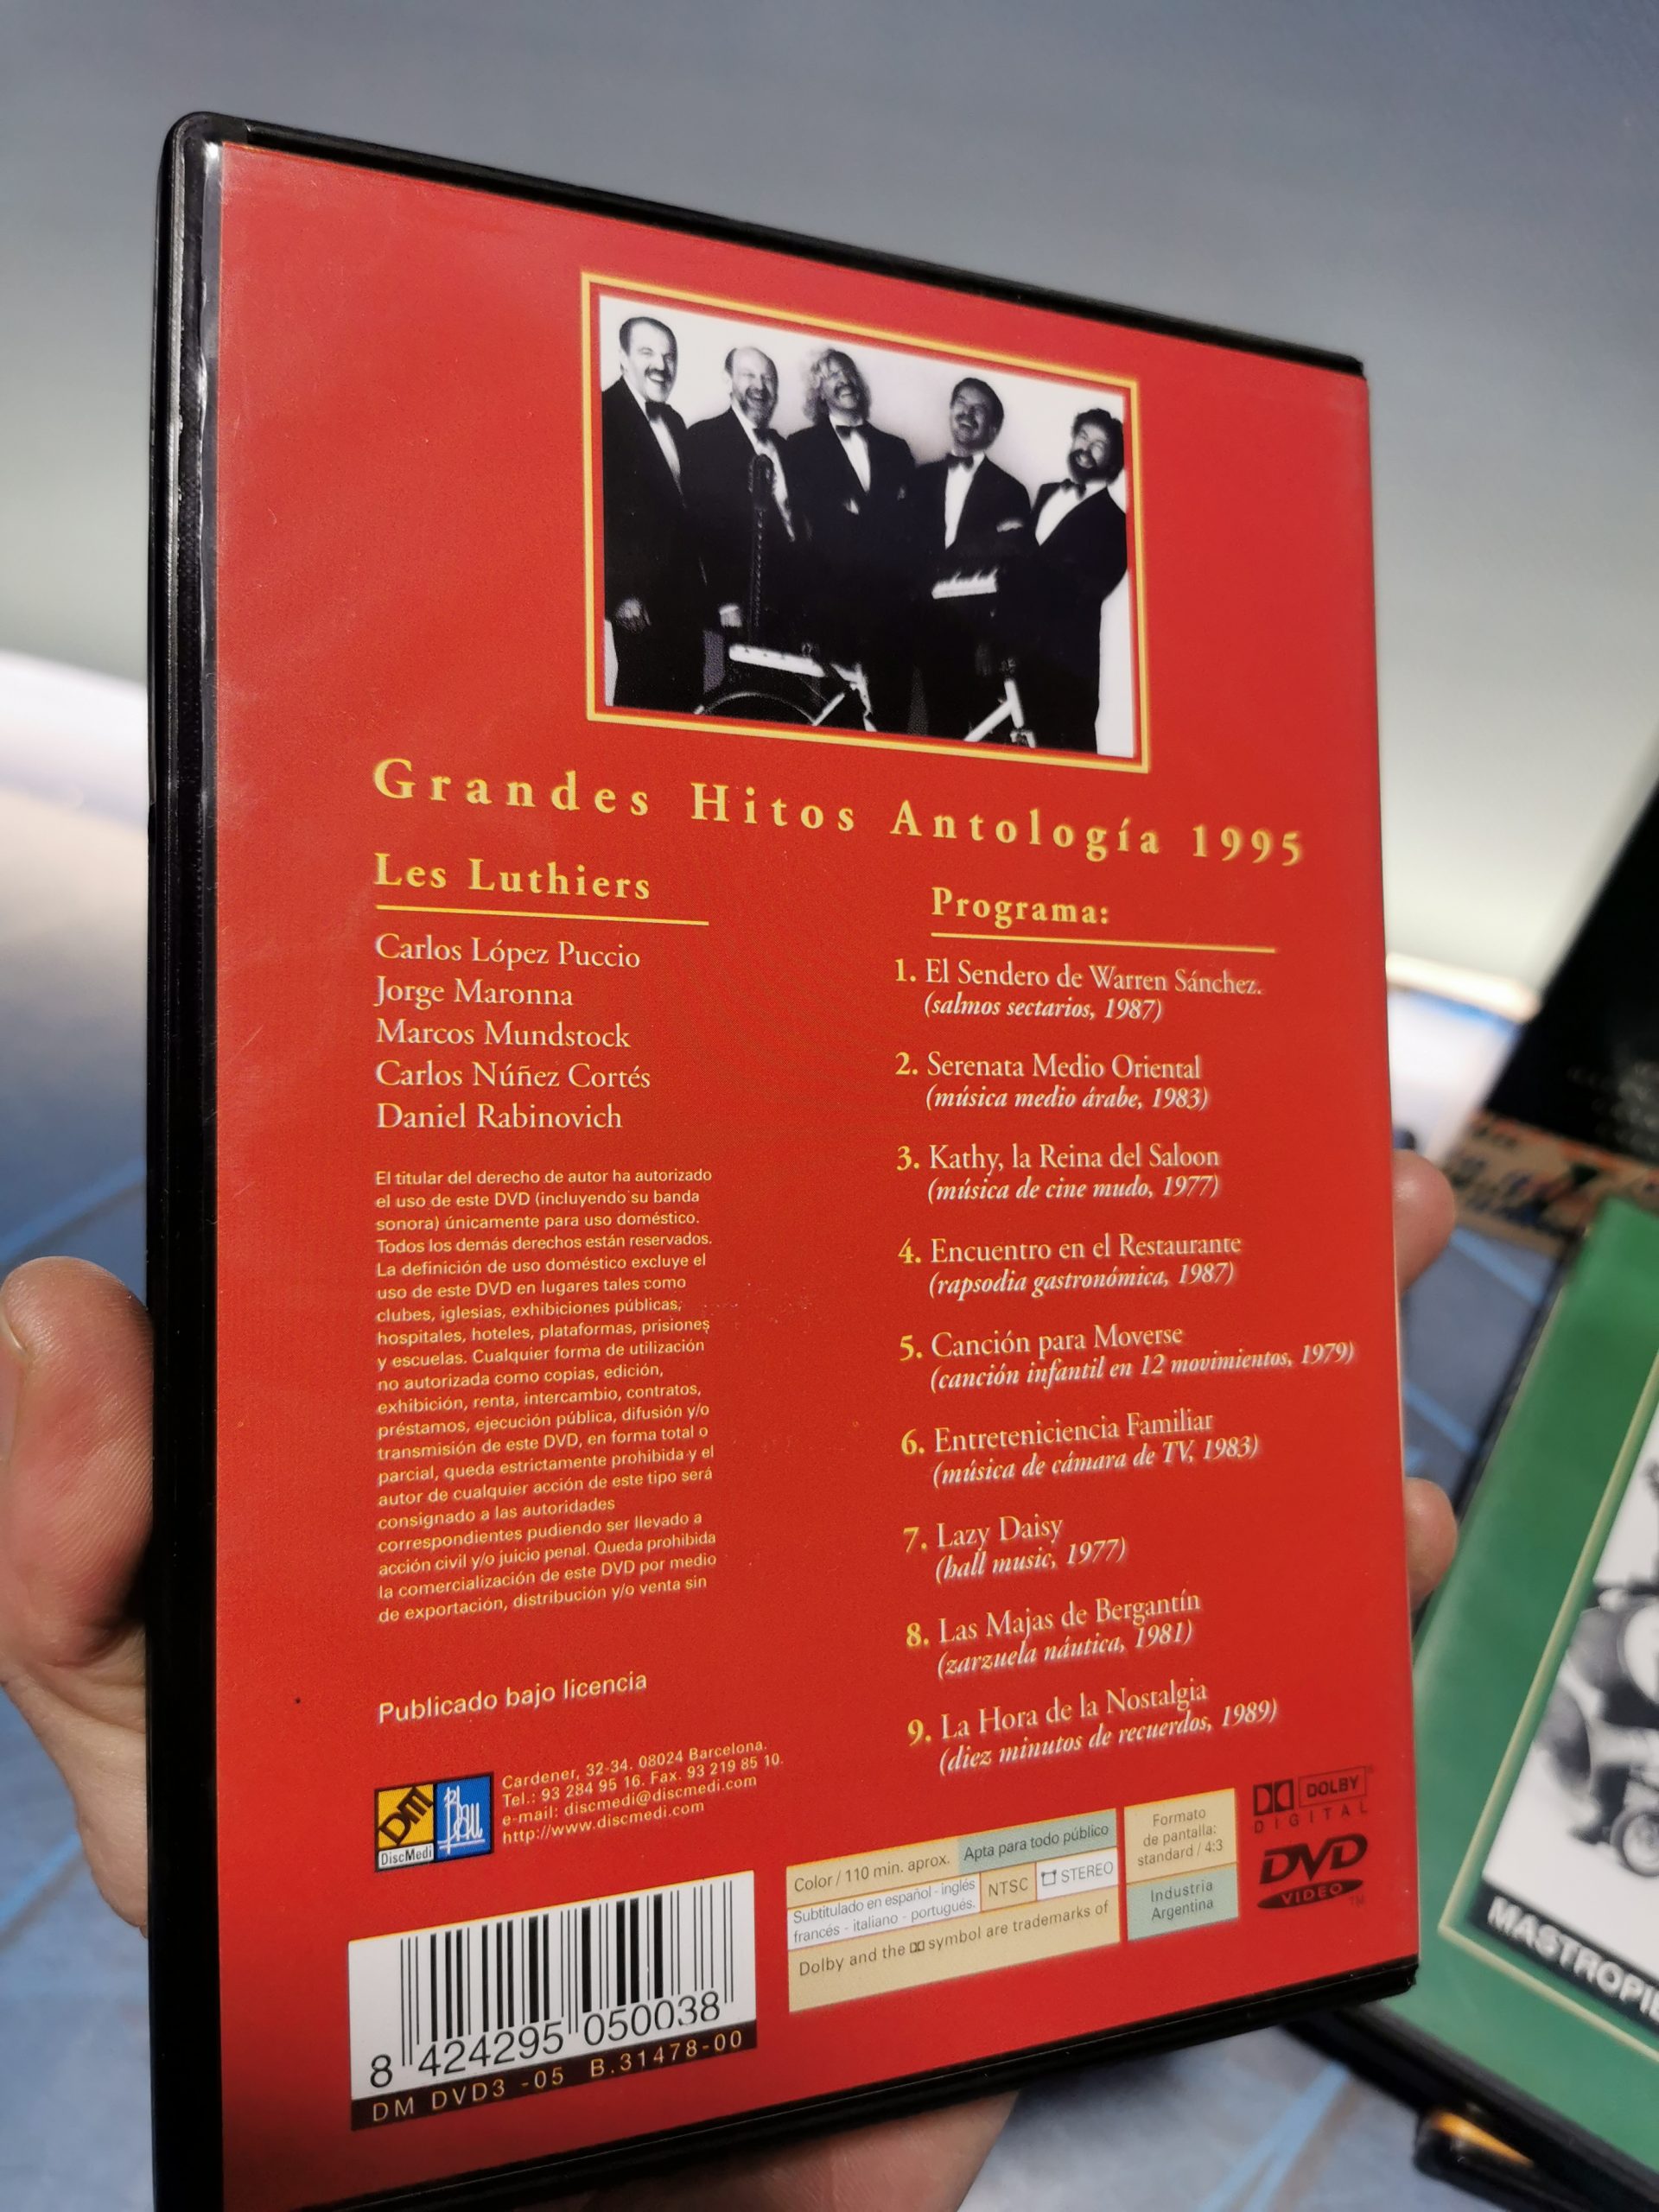 Grandes Hitos Antología 1995
Les Luthiers
Carlos López Puccio
Jorge Maronna
Marcos Mundstock
Carlos Núñez Cortés
Daniel Rabinovich
El titular del derecho de autor ha autorizado
el uso de este DVD (incluyendo su banda
sonora) únicamente para uso doméstico.
Todos los demás derechos están reservados.
La definición de uso doméstico excluye el
uso de este DVD en lugares tales como
clubes, iglesias, exhibiciones públicas,
hospitales, hoteles, plataformas, prisiones
y escuelas. Cualquier forma de utilización
no autorizada como copias, edición,
exhibición, renta, intercambio, contratos,
préstamos, ejecución pública, difusión y/o
transmisión de este DVD, en forma total o
parcial, queda estrictamente prohibida y el
autor de cualquier acción de este tipo será
consignado a las autoridades
correspondientes pudiendo ser llevado a
acción civil y/o juicio penal. Queda prohibida
la comercialización de este DVD por medio
de exportación, distribución y/o venta sin
Publicado bajo licencia
DM
Blau
DiscMedi
Cardener, 32-34. 08024 Barcelona.
Tel.: 93 284 95 16. Fax. 93 219 85 10.
e-mail: discmedi@discmedi.com
http://www.discmedi.com
8 424295 050038
DM DVD3 -05 B.31478-00
Programa:
1. El Sendero de Warren Sánchez.
(salmos sectarios, 1987)
2. Serenata Medio Oriental
(música medio árabe, 1983)
3. Kathy, la Reina del Saloon
(música de cine mudo, 1977)
4. Encuentro en el Restaurante
(rapsodia gastronómica, 1987)
5. Canción para Moverse
(canción infantil en 12 movimientos, 1979)
6. Entreteniciencia Familiar
(música de cámara de TV, 1983)
7. Lazy Daisy
(hall music, 1977)
8. Las Majas de Bergantín
(zarzuela náutica, 1981)
9. La Hora de la Nostalgia
(diez minutos de recuerdos, 1989)
Color / 110 min. aprox. Apta para todo público
Subtitulado en español - inglés
francés - italiano - portugués.
NTSC
STEREO
Dolby and the symbol are trademarks of
Formato
de pantalla:
standard / 4:3
Industria
Argentina
DOLBY
DIGITAL
DVD
VIDEO
TM